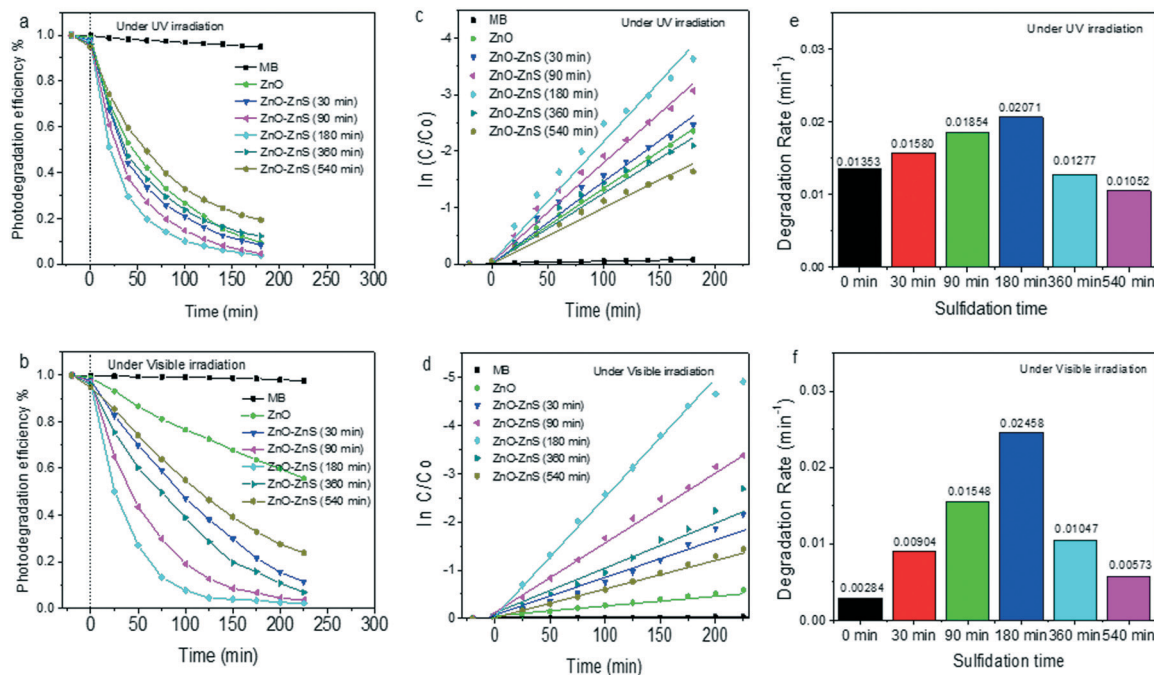 a
Under UV irradiation
Photodegradation efficiency %
1.0
0.8
0.6
0.4
0.2
0.0
0 50 100 150 200 250 300
Time (min)
MB
ZnO
ZnO-ZnS (30 min)
ZnO-ZnS (90 min)
ZnO-ZnS (180 min)
ZnO-ZnS (360 min)
ZnO-ZnS (540 min)
c
Under UV irradiation
ln (C/Co)
-4
-3
-2
-1
0
0 50 100 150 200
Time (min)
MB
ZnO
ZnO-ZnS (30 min)
ZnO-ZnS (90 min)
ZnO-ZnS (180 min)
ZnO-ZnS (360 min)
ZnO-ZnS (540 min)
e
Under UV irradiation
Degradation Rate (min⁻¹)
0.03
0.02
0.01
0.00
0.01353
0.01580
0.01854
0.02071
0.01277
0.01052
0 min 30 min 90 min 180 min 360 min 540 min
Sulfidation time
b
Under Visible irradiation
Photodegradation efficiency %
1.0
0.8
0.6
0.4
0.2
0.0
0 50 100 150 200 250 300
Time (min)
MB
ZnO
ZnO-ZnS (30 min)
ZnO-ZnS (90 min)
ZnO-ZnS (180 min)
ZnO-ZnS (360 min)
ZnO-ZnS (540 min)
d
Under Visible irradiation
ln C/Co
-5
-4
-3
-2
-1
0
0 50 100 150 200
Time (min)
MB
ZnO
ZnO-ZnS (30 min)
ZnO-ZnS (90 min)
ZnO-ZnS (180 min)
ZnO-ZnS (360 min)
ZnO-ZnS (540 min)
f
Under Visible irradiation
Degradation Rate (min⁻¹)
0.03
0.02
0.01
0.00
0.00284
0.00904
0.01548
0.02458
0.01047
0.00573
0 min 30 min 90 min 180 min 360 min 540 min
Sulfidation time